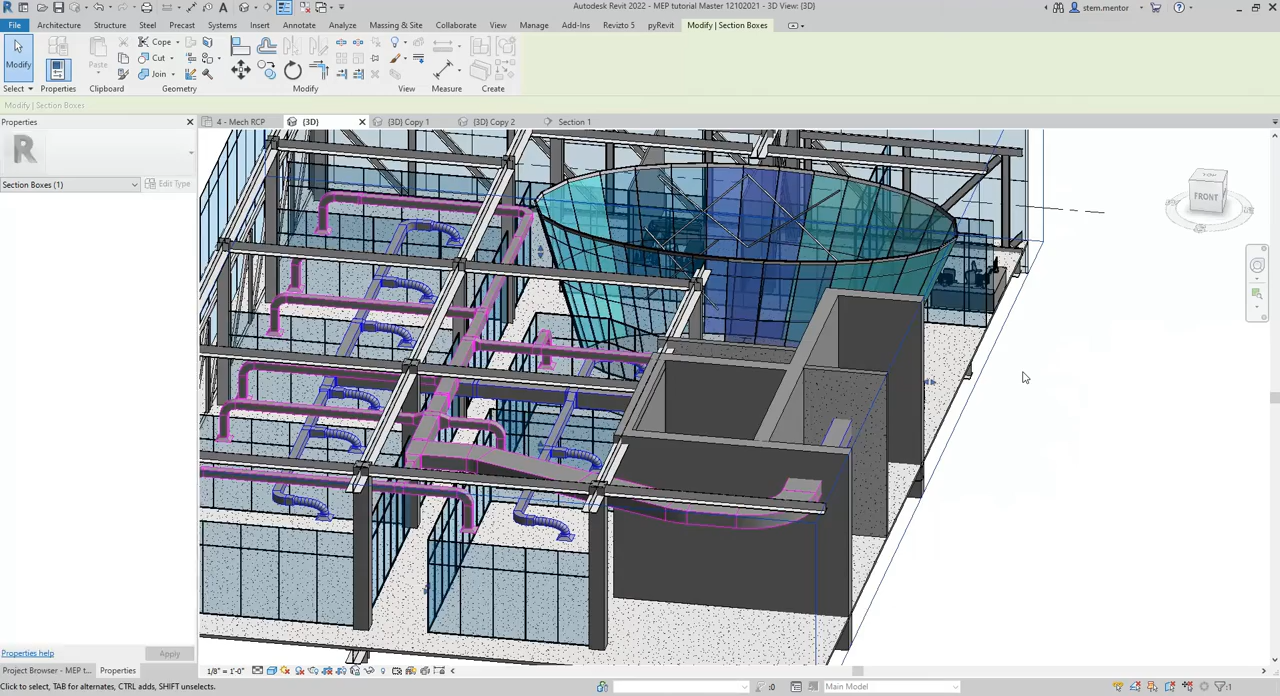 Autodesk Revit 2022 - MEP tutorial Master 12102021 - 3D View: {3D}
stem.mentor
File Architecture Structure Steel Precast Systems Insert Annotate Analyze Massing & Site Collaborate View Manage Add-Ins Revizto 5 pyRevit Modify | Section Boxes
Modify
Paste
Cope
Cut
Join
Select Properties Clipboard Geometry Modify View Measure Create
Modify | Section Boxes
Properties
4 - Mech RCP
{3D}
{3D} Copy 1
{3D} Copy 2
Section 1
R
Section Boxes (1)
Edit Type
TOP
FRONT
Properties help
Apply
Project Browser - MEP t...
Properties
1/8" = 1'-0"
Click to select, TAB for alternates, CTRL adds, SHIFT unselects.
:0
Main Model
:1